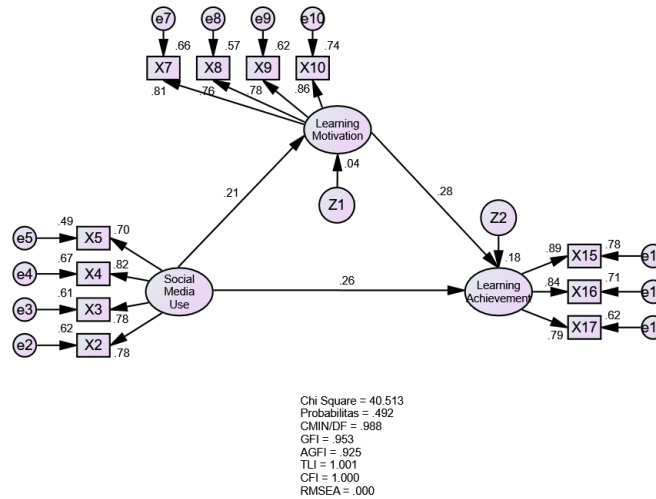 e7 e8 e9 e10
.66 .57 .62 .74
X7 X8 X9 X10
.81 .76 .78 .86
Learning
Motivation
.04
.21
.28
Z1
Z2
.49
e5
X5
.70
.67
e4
X4
.82
.61
e3
X3
.78
.62
e2
X2
.78
Social
Media
Use
.26
.18
Learning
Achievement
.89
X15
.78
.84
X16
.71
.79
X17
.62
Chi Square = 40.513
Probabilitas = .492
CMIN/DF = .988
GFI = .953
AGFI = .925
TLI = 1.001
CFI = 1.000
RMSEA = .000